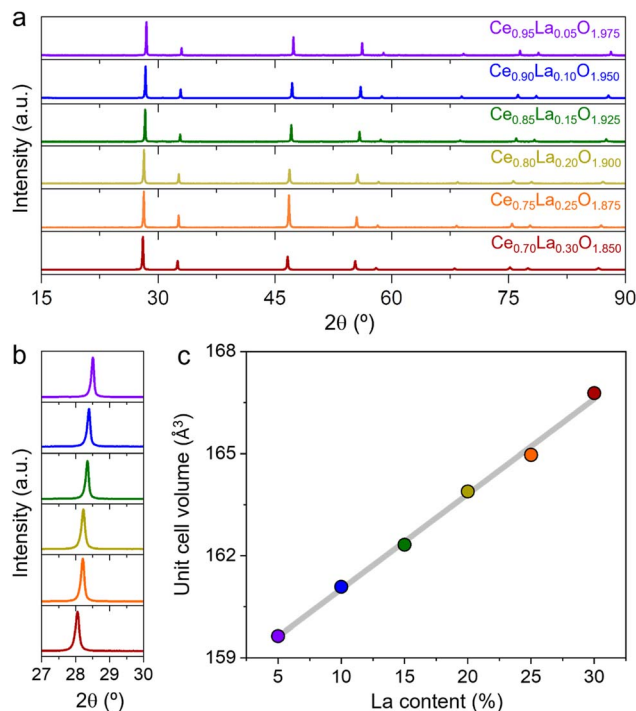 a
Intensity (a.u.)
Ce0.95La0.05O1.975
Ce0.90La0.10O1.950
Ce0.85La0.15O1.925
Ce0.80La0.20O1.900
Ce0.75La0.25O1.875
Ce0.70La0.30O1.850
15 30 45 60 75 90
2θ (º)
b
Intensity (a.u.)
27 28 29 30
2θ (º)
c
Unit cell volume (Å³)
168
165
162
159
5 10 15 20 25 30
La content (%)